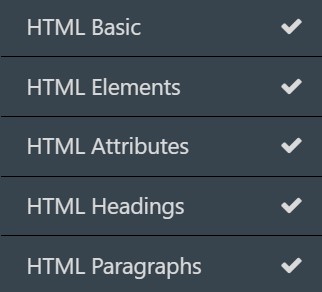 HTML Basic
HTML Elements
HTML Attributes
HTML Headings
HTML Paragraphs